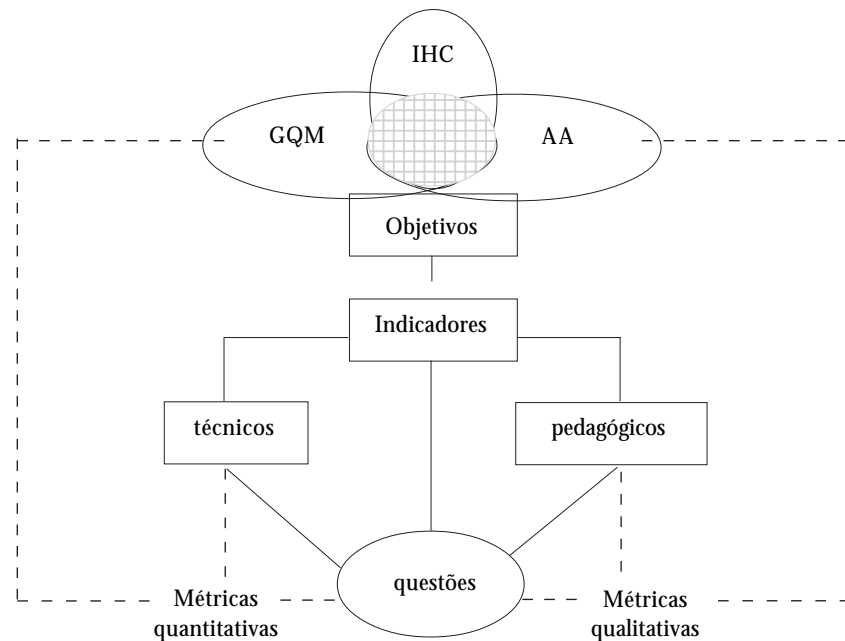 IHC
GQM
AA
Objetivos
Indicadores
técnicos
pedagógicos
questões
Métricas
quantitativas
Métricas
qualitativas